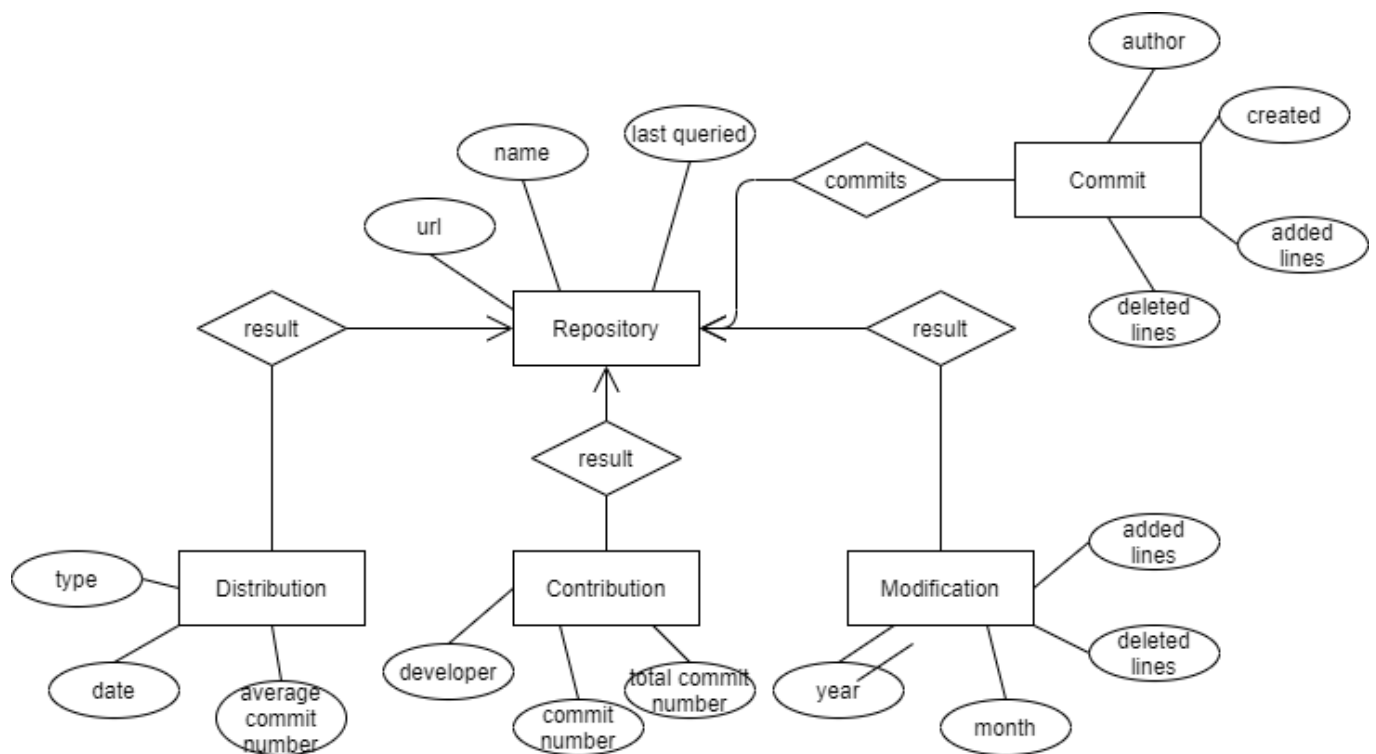 author
created
last queried
name
commits
Commit
url
added
lines
deleted
lines
result
Repository
result
result
added
lines
type
Distribution
Contribution
Modification
deleted
lines
developer
total commit
number
date
average
commit
number
year
commit
number
month